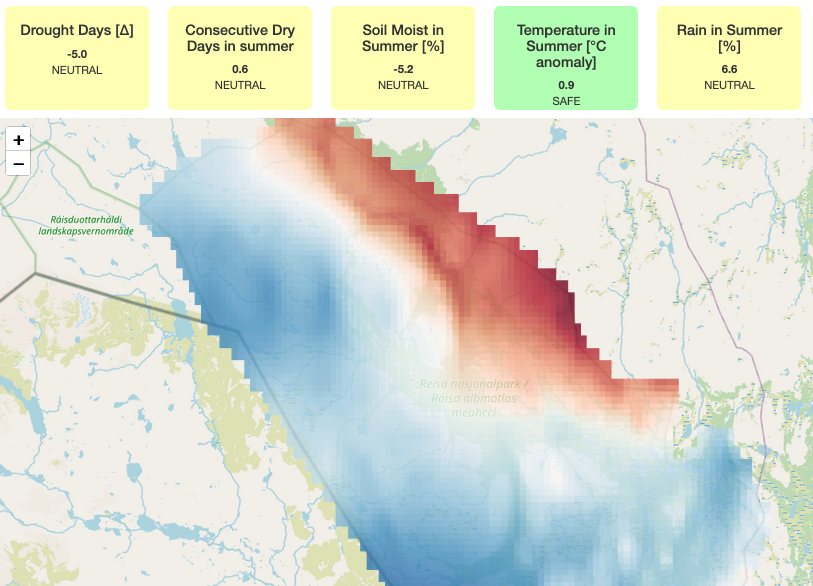 Drought Days [Δ]
-5.0
NEUTRAL
Consecutive Dry
Days in summer
0.6
NEUTRAL
Soil Moist in
Summer [%]
-5.2
NEUTRAL
Temperature in
Summer [°C
anomaly]
0.9
SAFE
Rain in Summer
[%]
6.6
NEUTRAL
+
−
Ráisduottarháldi
landskapsvernområde
Reisa nasjonalpark /
Raisa álbmotlaš
meahcci